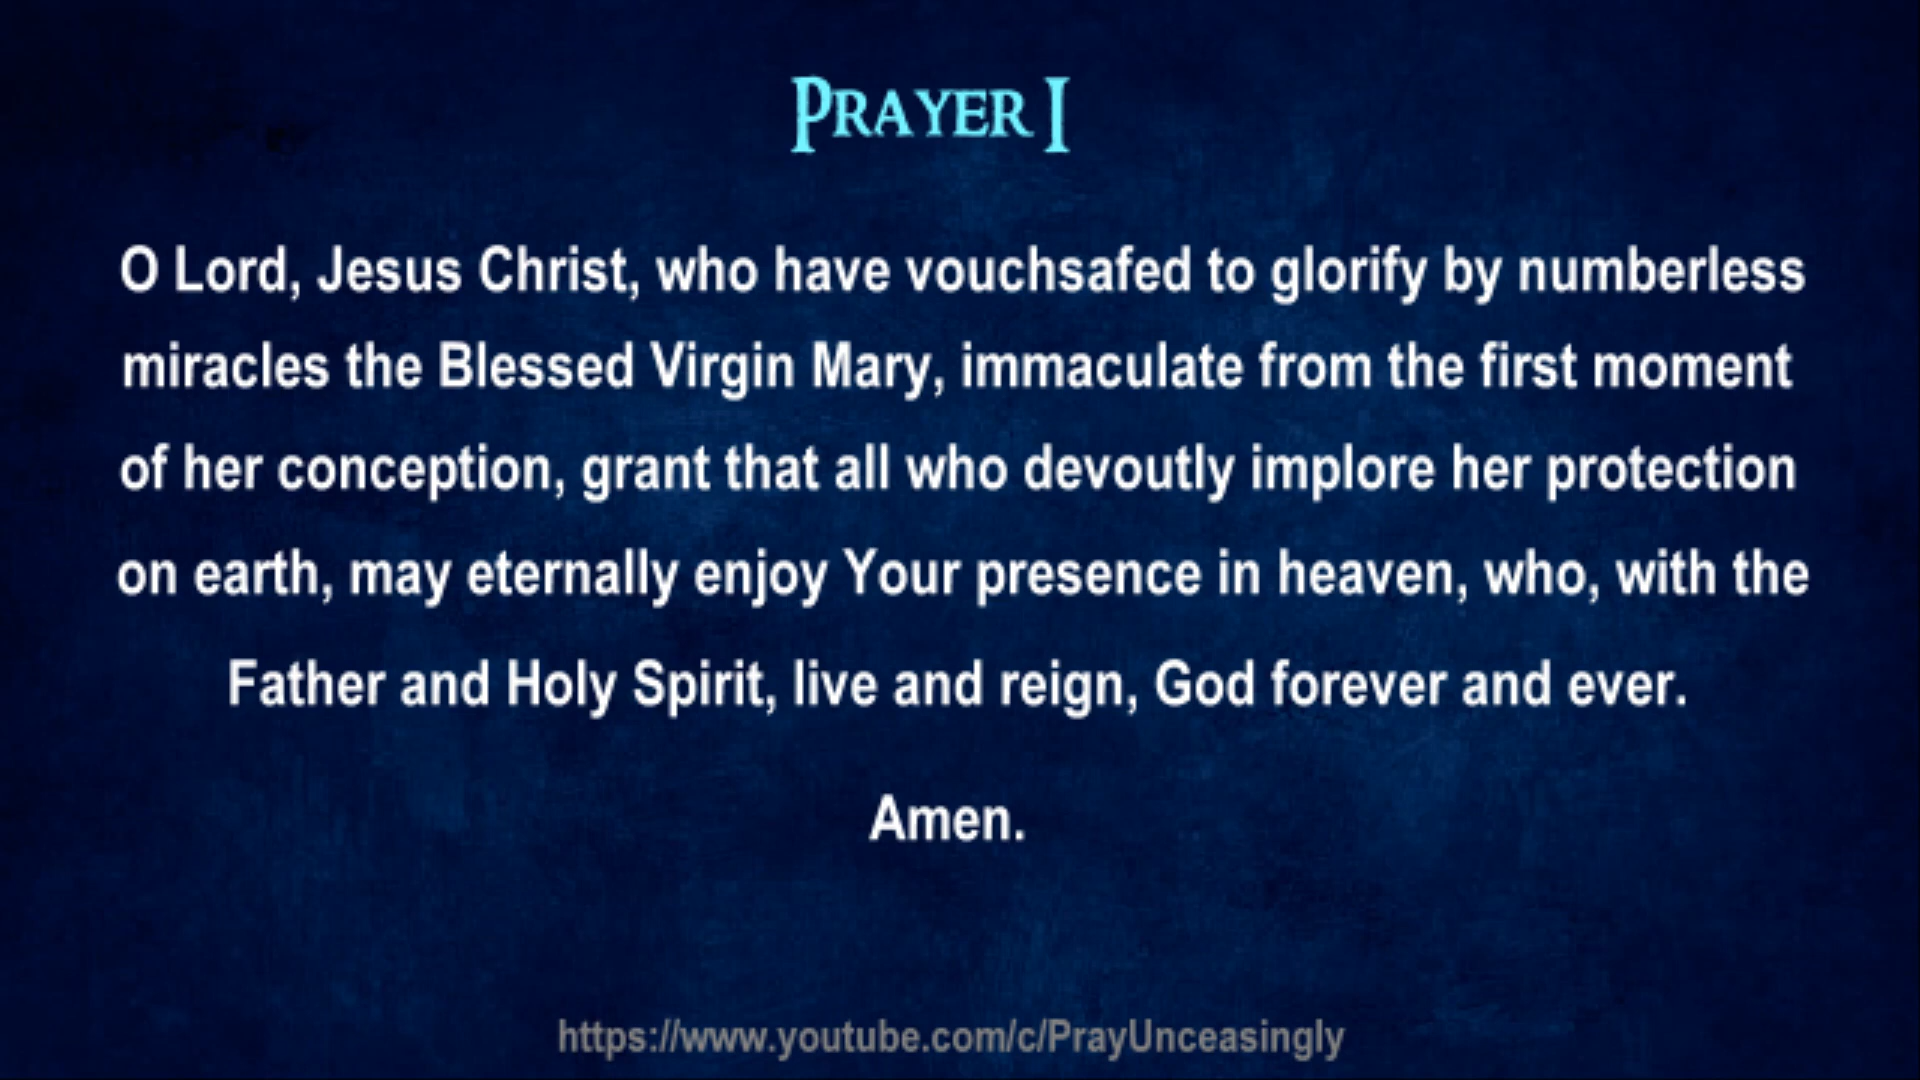 PRAYER I
O Lord, Jesus Christ, who have vouchsafed to glorify by numberless
miracles the Blessed Virgin Mary, immaculate from the first moment
of her conception, grant that all who devoutly implore her protection
on earth, may eternally enjoy Your presence in heaven, who, with the
Father and Holy Spirit, live and reign, God forever and ever.
Amen.
https://www.youtube.com/c/PrayUnceasingly